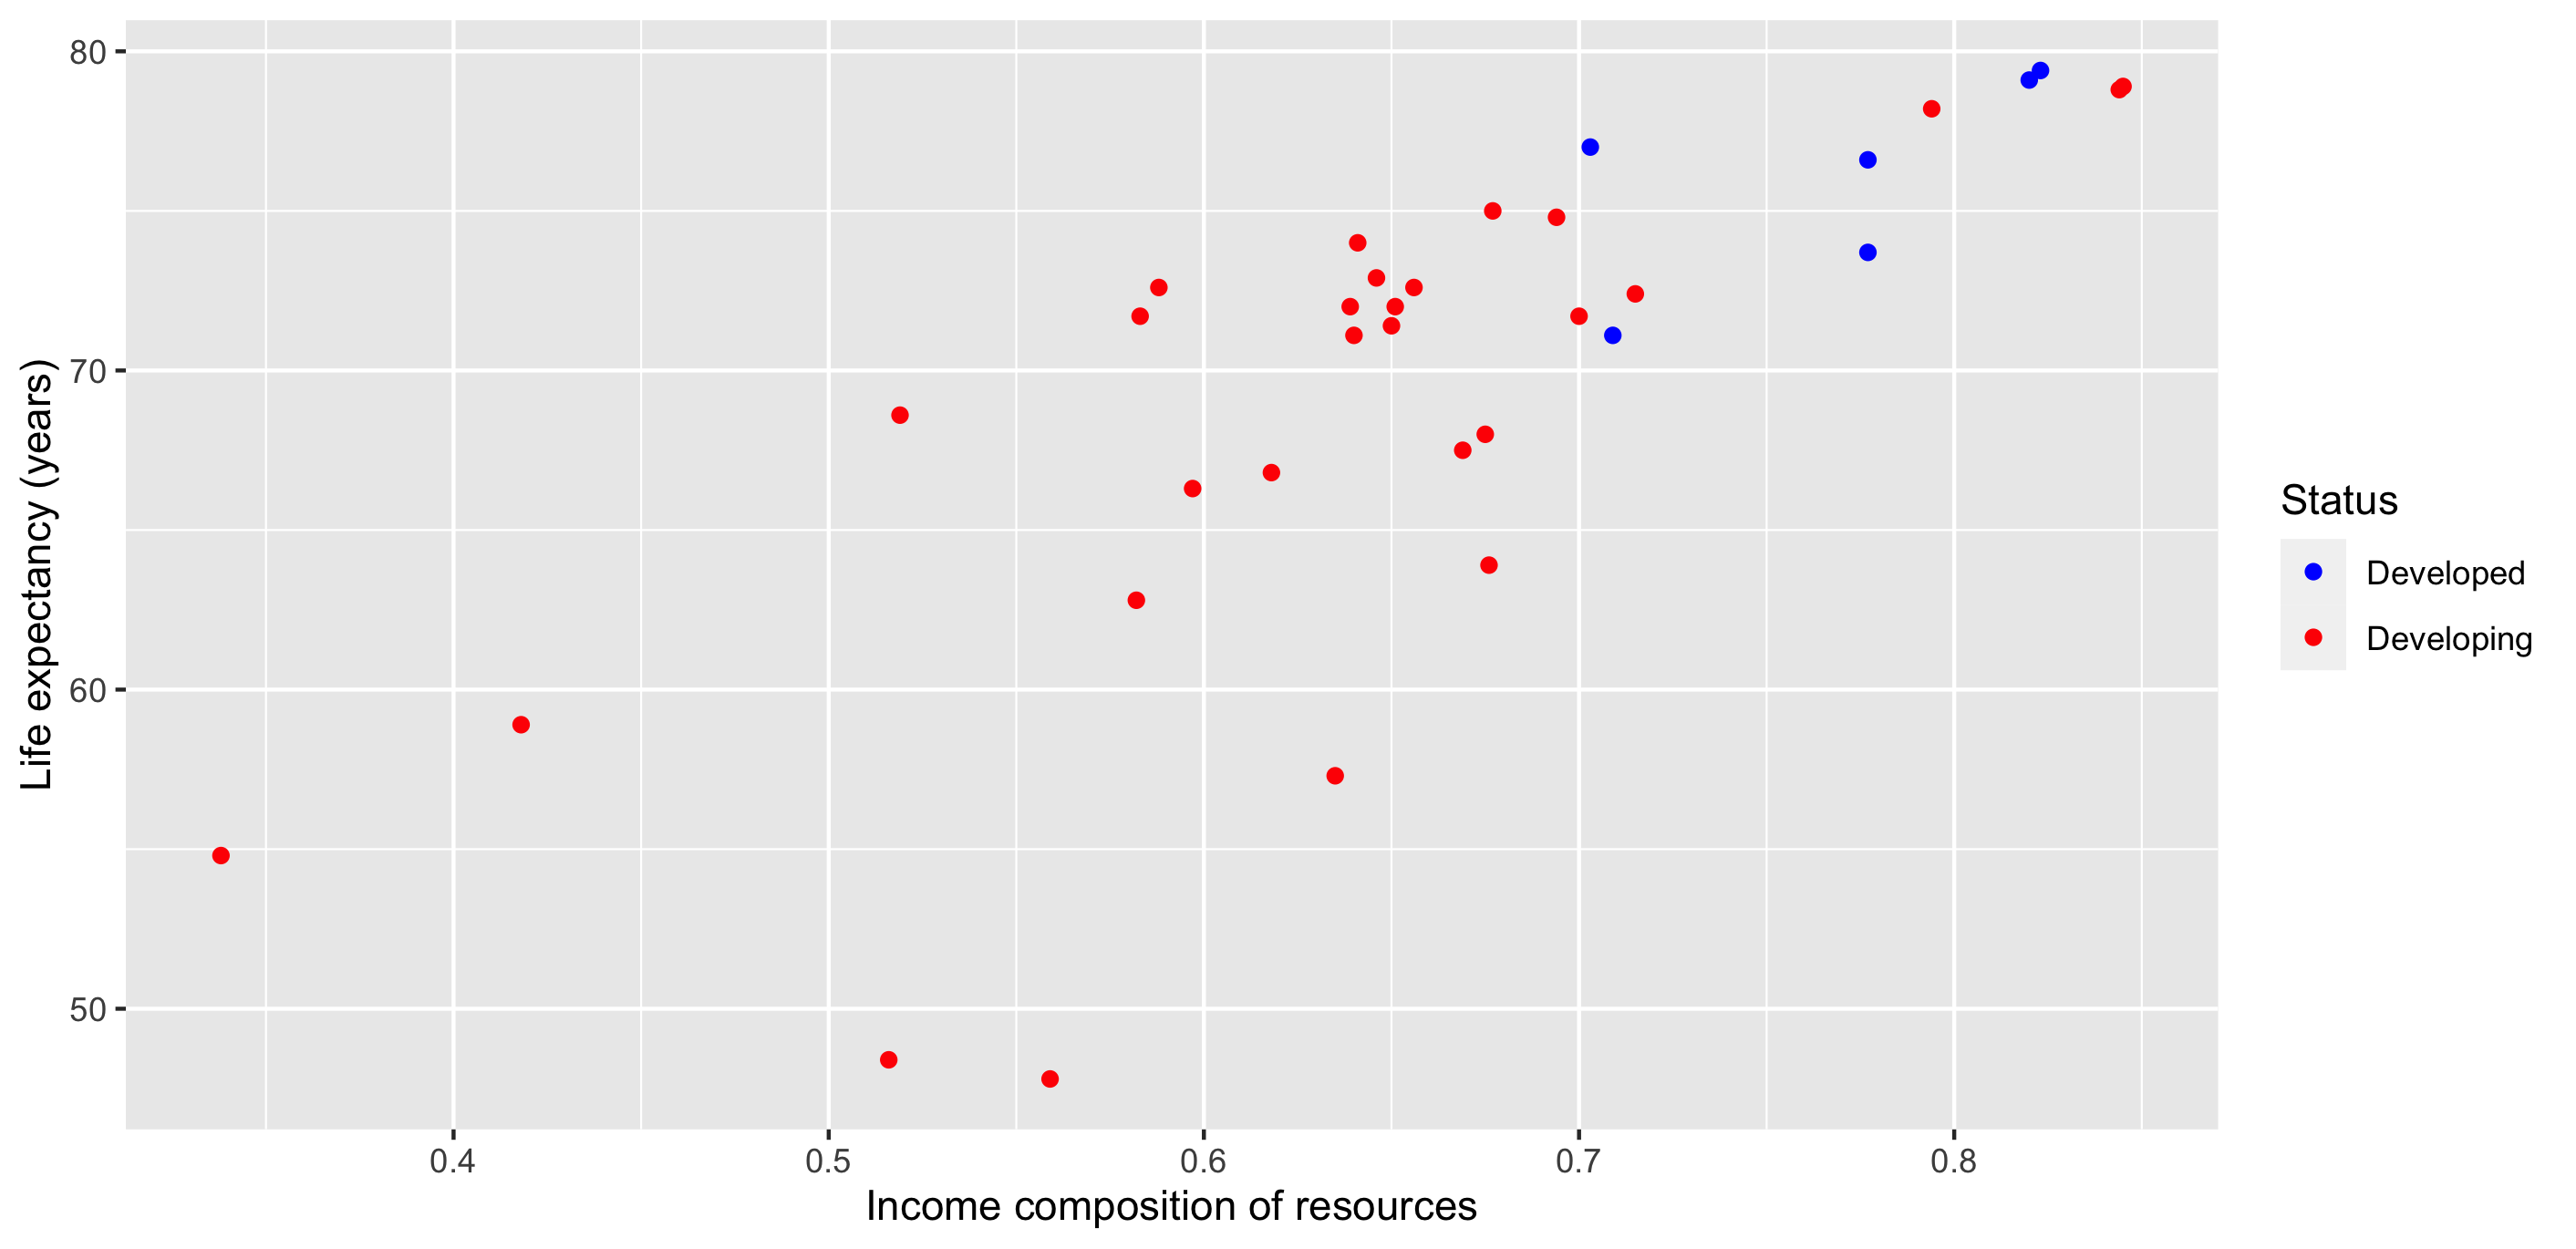 80
70
60
50
Life expectancy (years)
0.4 0.5 0.6 0.7 0.8
Income composition of resources
Status
Developed
Developing